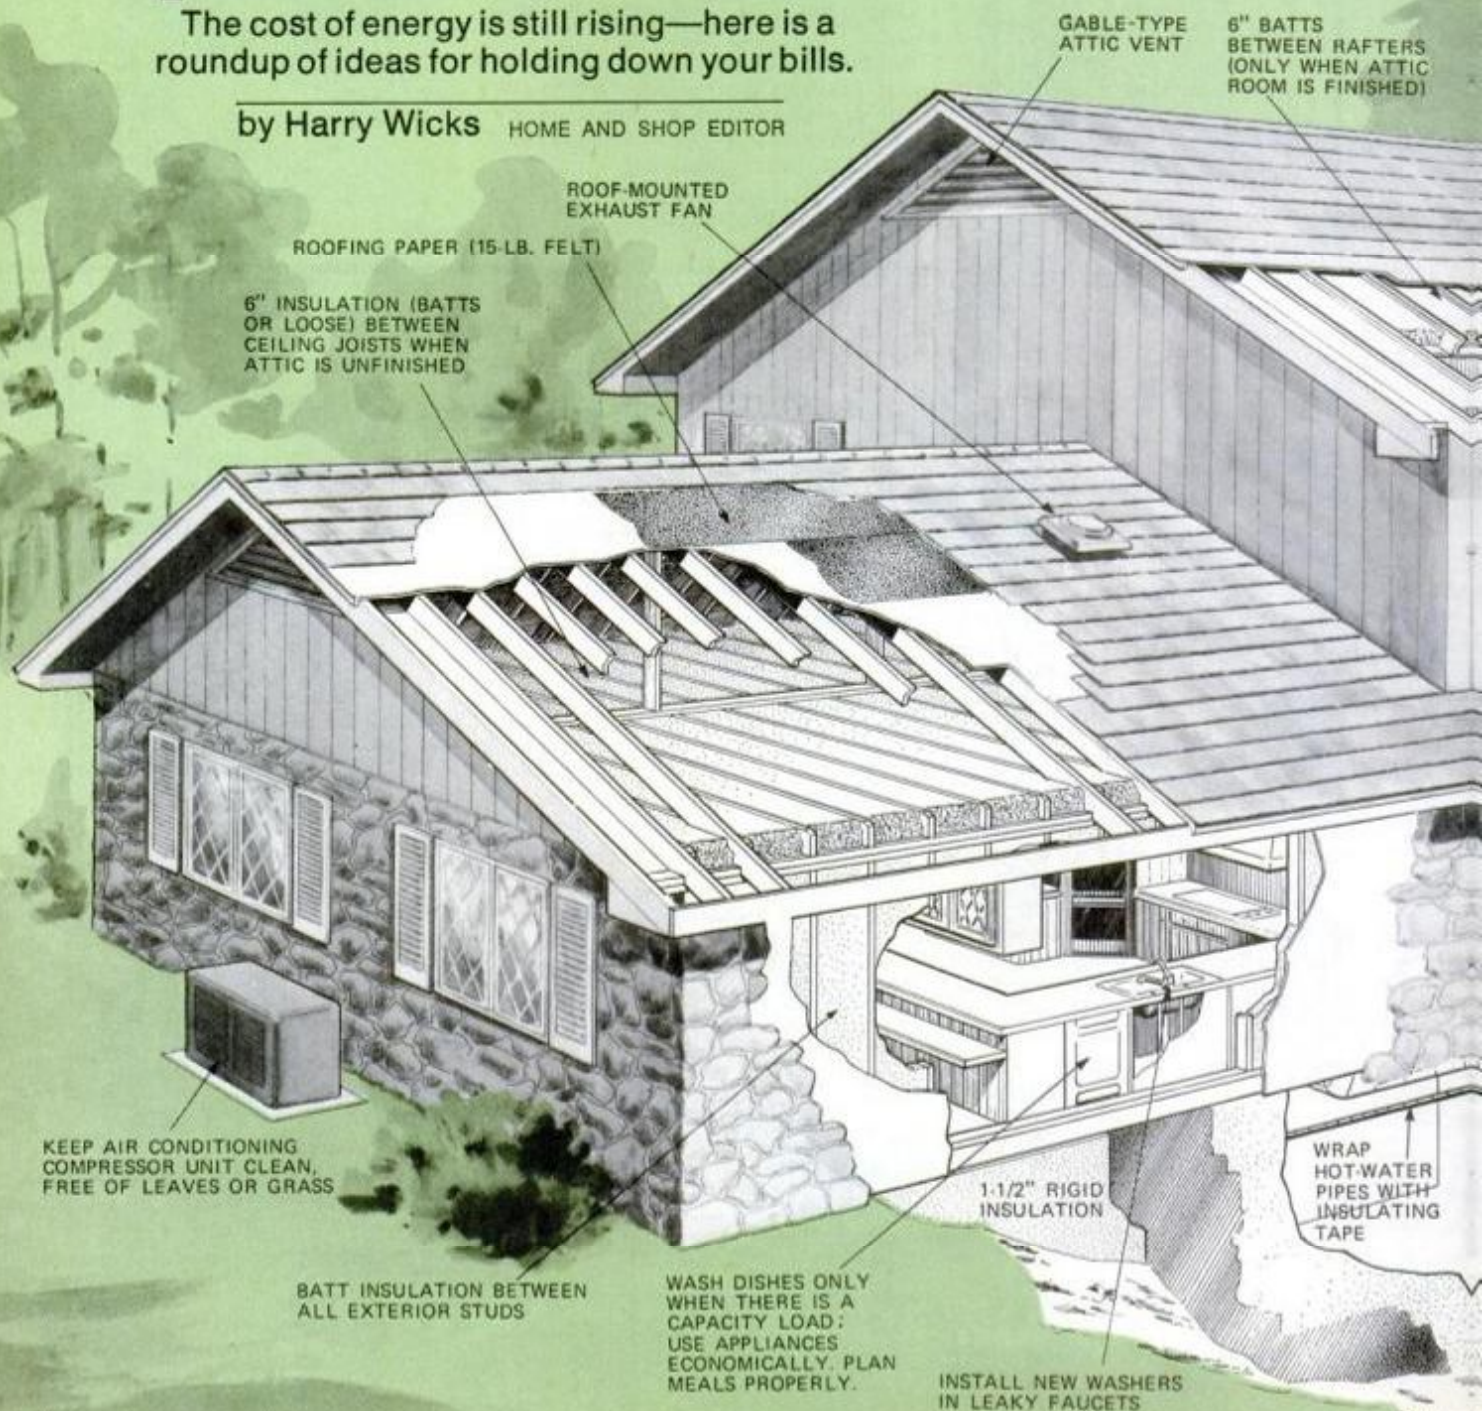 The cost of energy is still rising—here is a
roundup of ideas for holding down your bills.
by Harry Wicks HOME AND SHOP EDITOR
GABLE-TYPE
ATTIC VENT
6" BATTS
BETWEEN RAFTERS
(ONLY WHEN ATTIC
ROOM IS FINISHED)
ROOF-MOUNTED
EXHAUST FAN
ROOFING PAPER (15-LB. FELT)
6" INSULATION (BATTS
OR LOOSE) BETWEEN
CEILING JOISTS WHEN
ATTIC IS UNFINISHED
KEEP AIR CONDITIONING
COMPRESSOR UNIT CLEAN,
FREE OF LEAVES OR GRASS
1-1/2" RIGID
INSULATION
WRAP
HOT-WATER
PIPES WITH
INSULATING
TAPE
BATT INSULATION BETWEEN
ALL EXTERIOR STUDS
WASH DISHES ONLY
WHEN THERE IS A
CAPACITY LOAD;
USE APPLIANCES
ECONOMICALLY. PLAN
MEALS PROPERLY.
INSTALL NEW WASHERS
IN LEAKY FAUCETS